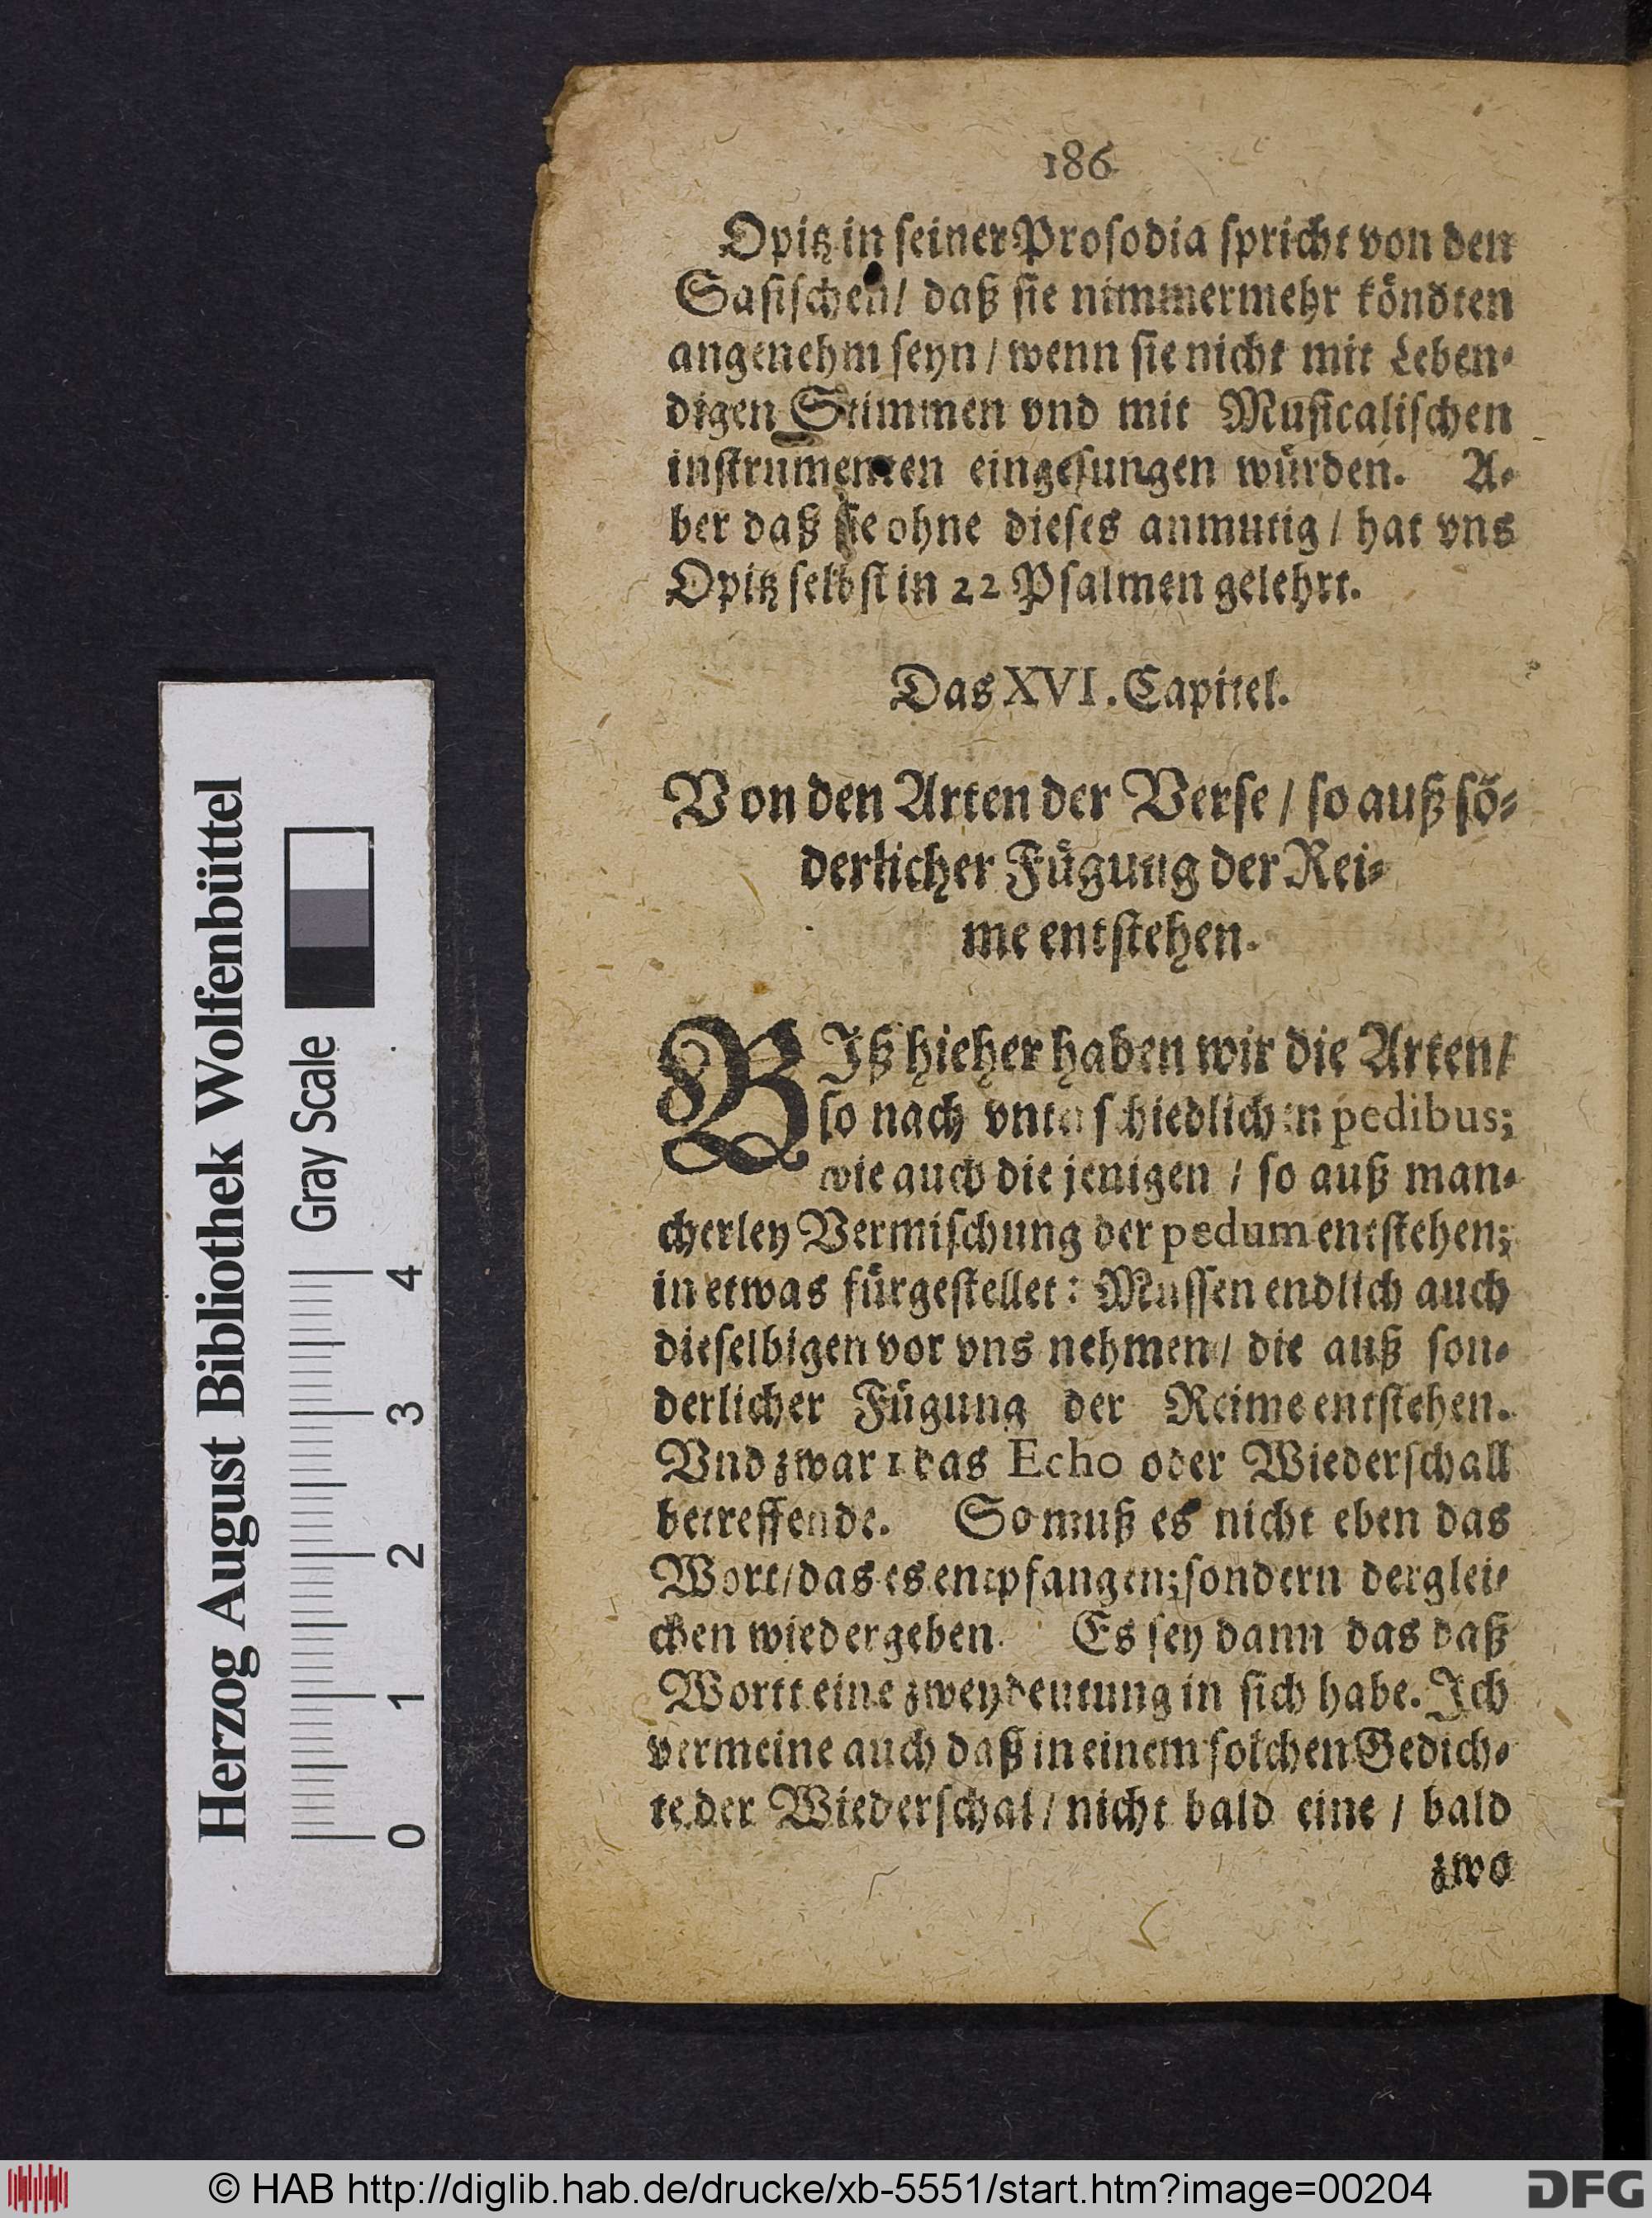 186
Opitz in seiner Prosodia spricht von den
Safischen/ daß sie nimmermehr köndten
angenehm seyn / wenn sie nicht mit Leben⸗
digen Stimmen vnd mit Musicalischen
instrumenten eingesungen würden. A⸗
ber daß sie ohne dieses anmutig / hat vns
Opitz selbst in 22 Psalmen gelehrt.
Das XVI. Capittel.
Von den Arten der Verse / so auß sö⸗
derlicher Fügung der Rei⸗
me entstehen.
BIß hieher haben wir die Arten/
so nach vnterschiedlichen pedibus;
wie auch die jenigen / so auß man⸗
cherley Vermischung der pedum entstehen;
in etwas fürgestellet: Mussen endlich auch
dieselbigen vor vns nehmen / die auß son⸗
derlicher Fügung der Reime entstehen.
Vnd zwar 1 das Echo oder Wiederschall
betreffende. So muß es nicht eben das
Wort/das es entpfangen; sondern derglei⸗
chen wiedergeben. Es sey dann das daß
Wortt eine zweydeutung in sich habe. Ich
vermeine auch daß in einem solchen Gedich⸗
te der Wiederschal / nicht bald eine / bald
zwo
Herzog August Bibliothek Wolfenbüttel
Gray Scale
0 1 2 3 4
© HAB http://diglib.hab.de/drucke/xb-5551/start.htm?image=00204
DFG